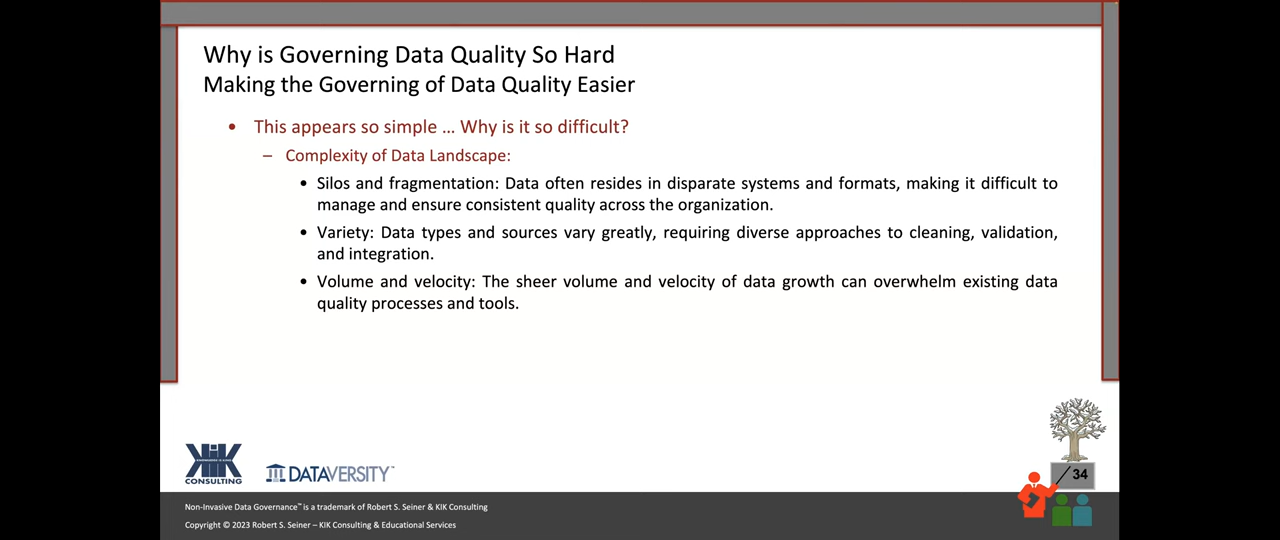 Why is Governing Data Quality So Hard
Making the Governing of Data Quality Easier
• This appears so simple … Why is it so difficult?
– Complexity of Data Landscape:
• Silos and fragmentation: Data often resides in disparate systems and formats, making it difficult to
manage and ensure consistent quality across the organization.
• Variety: Data types and sources vary greatly, requiring diverse approaches to cleaning, validation,
and integration.
• Volume and velocity: The sheer volume and velocity of data growth can overwhelm existing data
quality processes and tools.
KIK
CONSULTING
DATAVERSITY™
/ 34
Non-Invasive Data Governance™ is a trademark of Robert S. Seiner & KIK Consulting
Copyright © 2023 Robert S. Seiner – KIK Consulting & Educational Services